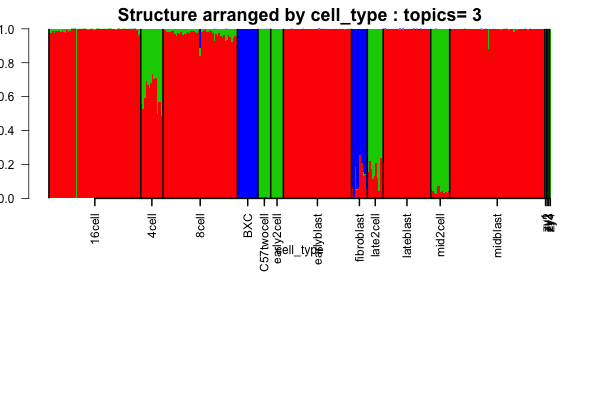 Structure arranged by cell_type : topics= 3
1.0
0.8
0.6
0.4
0.2
0.0
16cell
4cell
8cell
BXC
C57twocell
early2cell
earlyblast
fibroblast
late2cell
lateblast
mid2cell
midblast
cell_type